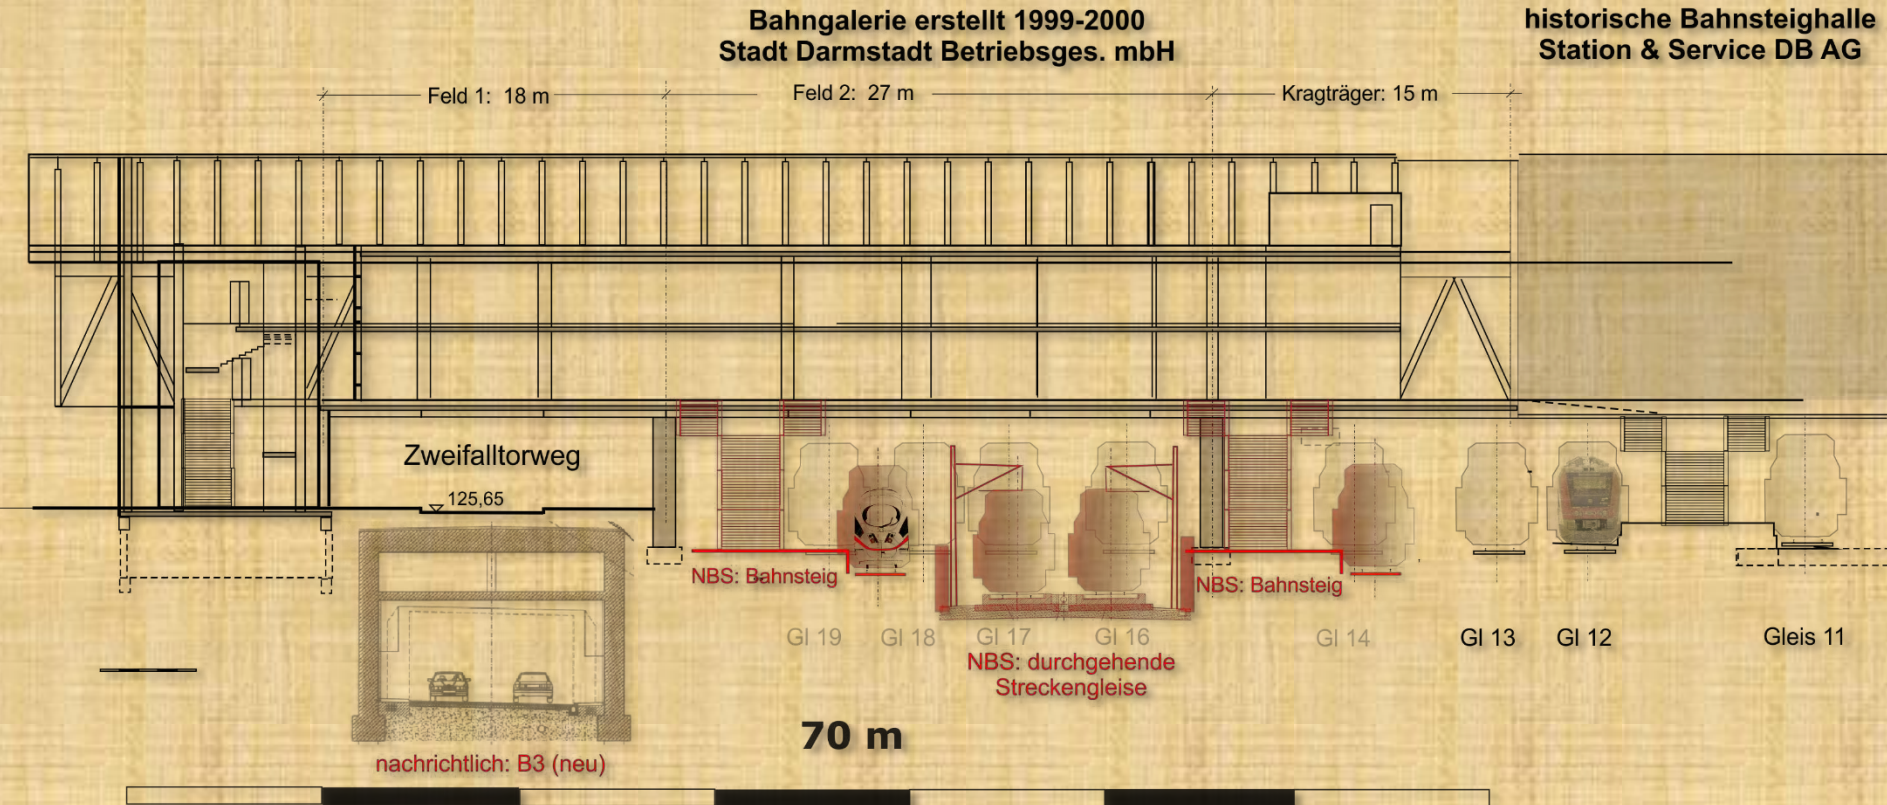 Bahngalerie erstellt 1999-2000
Stadt Darmstadt Betriebsges. mbH
historische Bahnsteighalle
Station & Service DB AG
Feld 1: 18 m
Feld 2: 27 m
Kragträger: 15 m
Zweifalltorweg
125,65
NBS: Bahnsteig
NBS: Bahnsteig
Gl 19
Gl 18
Gl 17
Gl 16
Gl 14
Gl 13
Gl 12
Gleis 11
NBS: durchgehende
Streckengleise
70 m
nachrichtlich: B3 (neu)